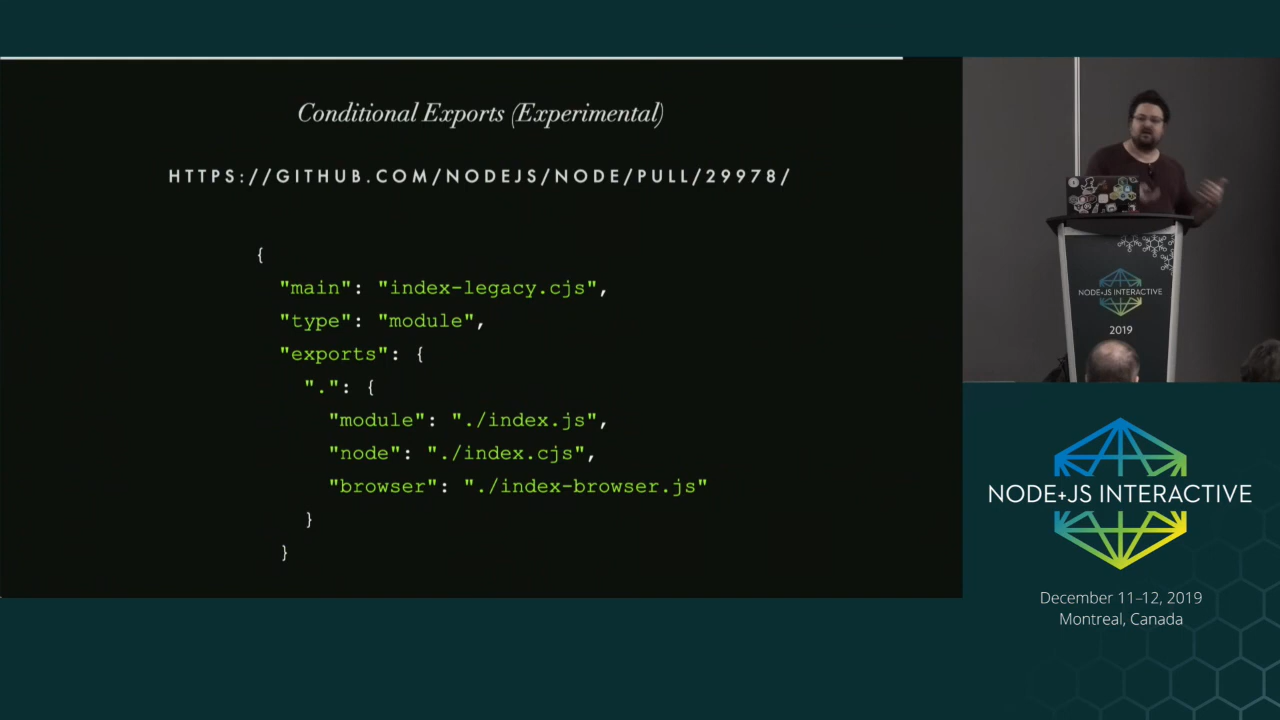 Conditional Exports (Experimental)
HTTPS://GITHUB.COM/NODEJS/NODE/PULL/29978/
{
"main": "index-legacy.cjs",
"type": "module",
"exports": {
".": {
"module": "./index.js",
"node": "./index.cjs",
"browser": "./index-browser.js"
}
}
NODE+JS INTERACTIVE
2019
NODE+JS INTERACTIVE
December 11–12, 2019
Montreal, Canada